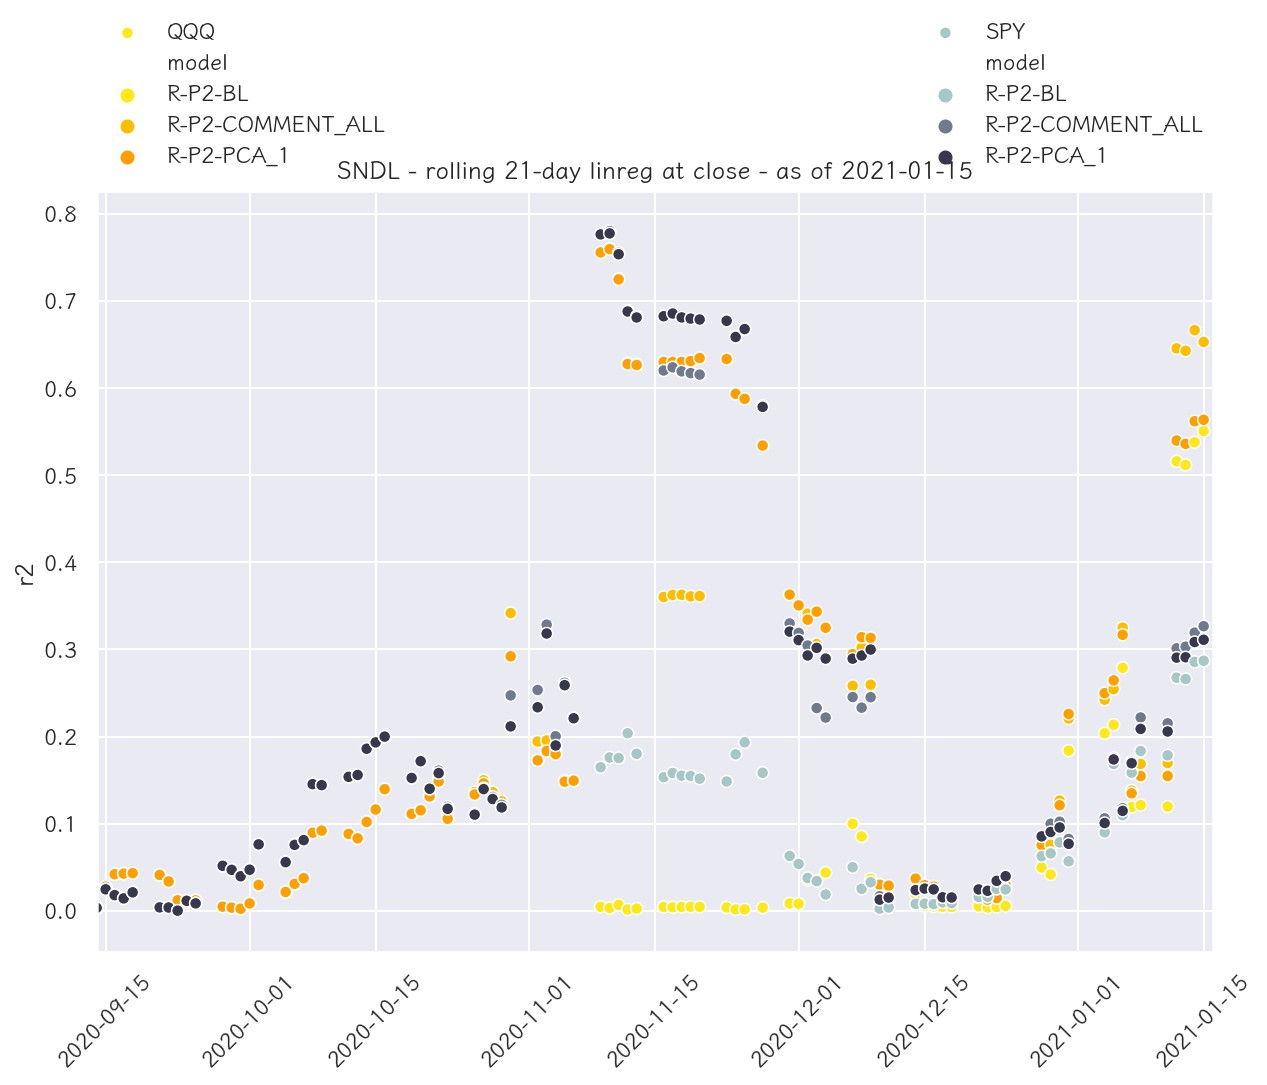 QQQ
model
R-P2-BL
R-P2-COMMENT_ALL
R-P2-PCA_1
SPY
model
R-P2-BL
R-P2-COMMENT_ALL
R-P2-PCA_1
SNDL - rolling 21-day linreg at close - as of 2021-01-15
r2
0.8
0.7
0.6
0.5
0.4
0.3
0.2
0.1
0.0
2020-09-15
2020-10-01
2020-10-15
2020-11-01
2020-11-15
2020-12-01
2020-12-15
2021-01-01
2021-01-15